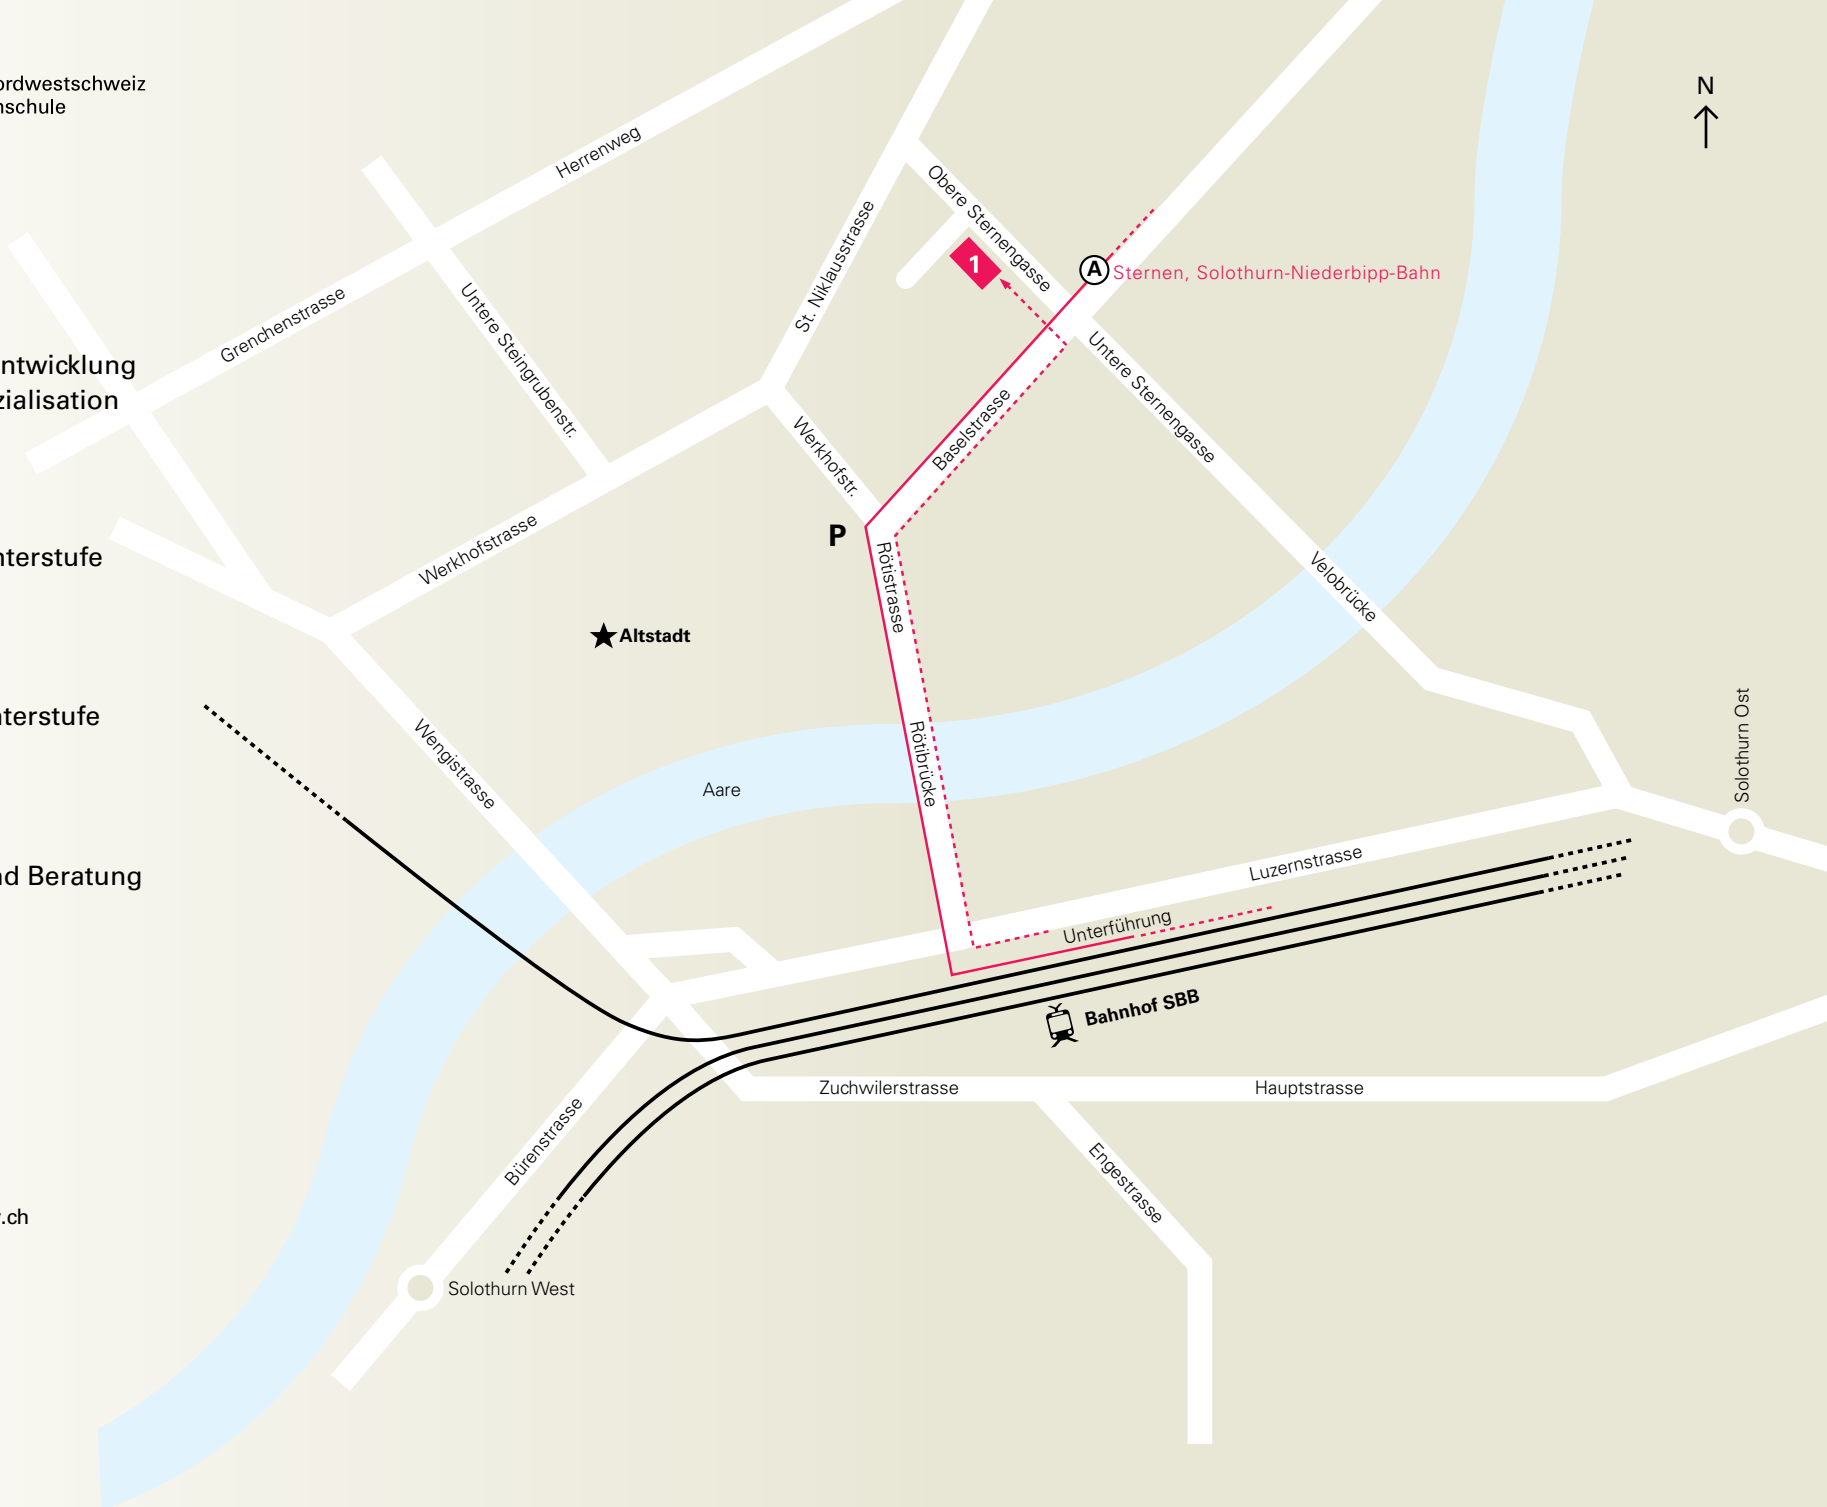 ordwestschweiz
hschule
N
Herrenweg
Obere Sternengasse
St. Niklausstrasse
1
A
Sternen, Solothurn-Niederbipp-Bahn
Grenchenstrasse
Untere Steingrubenstr.
ntwicklung
zialisation
Untere Sternengasse
Baselstrasse
Werkhofstr.
P
Werkhofstrasse
nterstufe
Rötistrasse
Velobrücke
Altstadt
nterstufe
Wengistrasse
Rötibrücke
Solothurn Ost
Aare
nd Beratung
Luzernstrasse
Unterführung
Bahnhof SBB
Zuchwilerstrasse
Hauptstrasse
Bürenstrasse
Engestrasse
.ch
Solothurn West